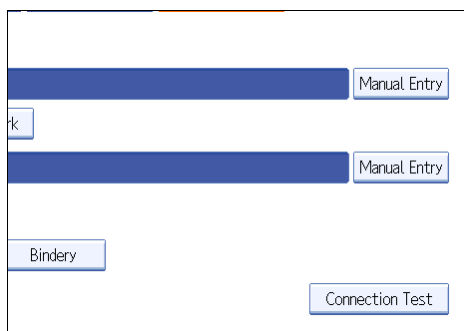 Manual Entry
rk
Manual Entry
Bindery
Connection Test